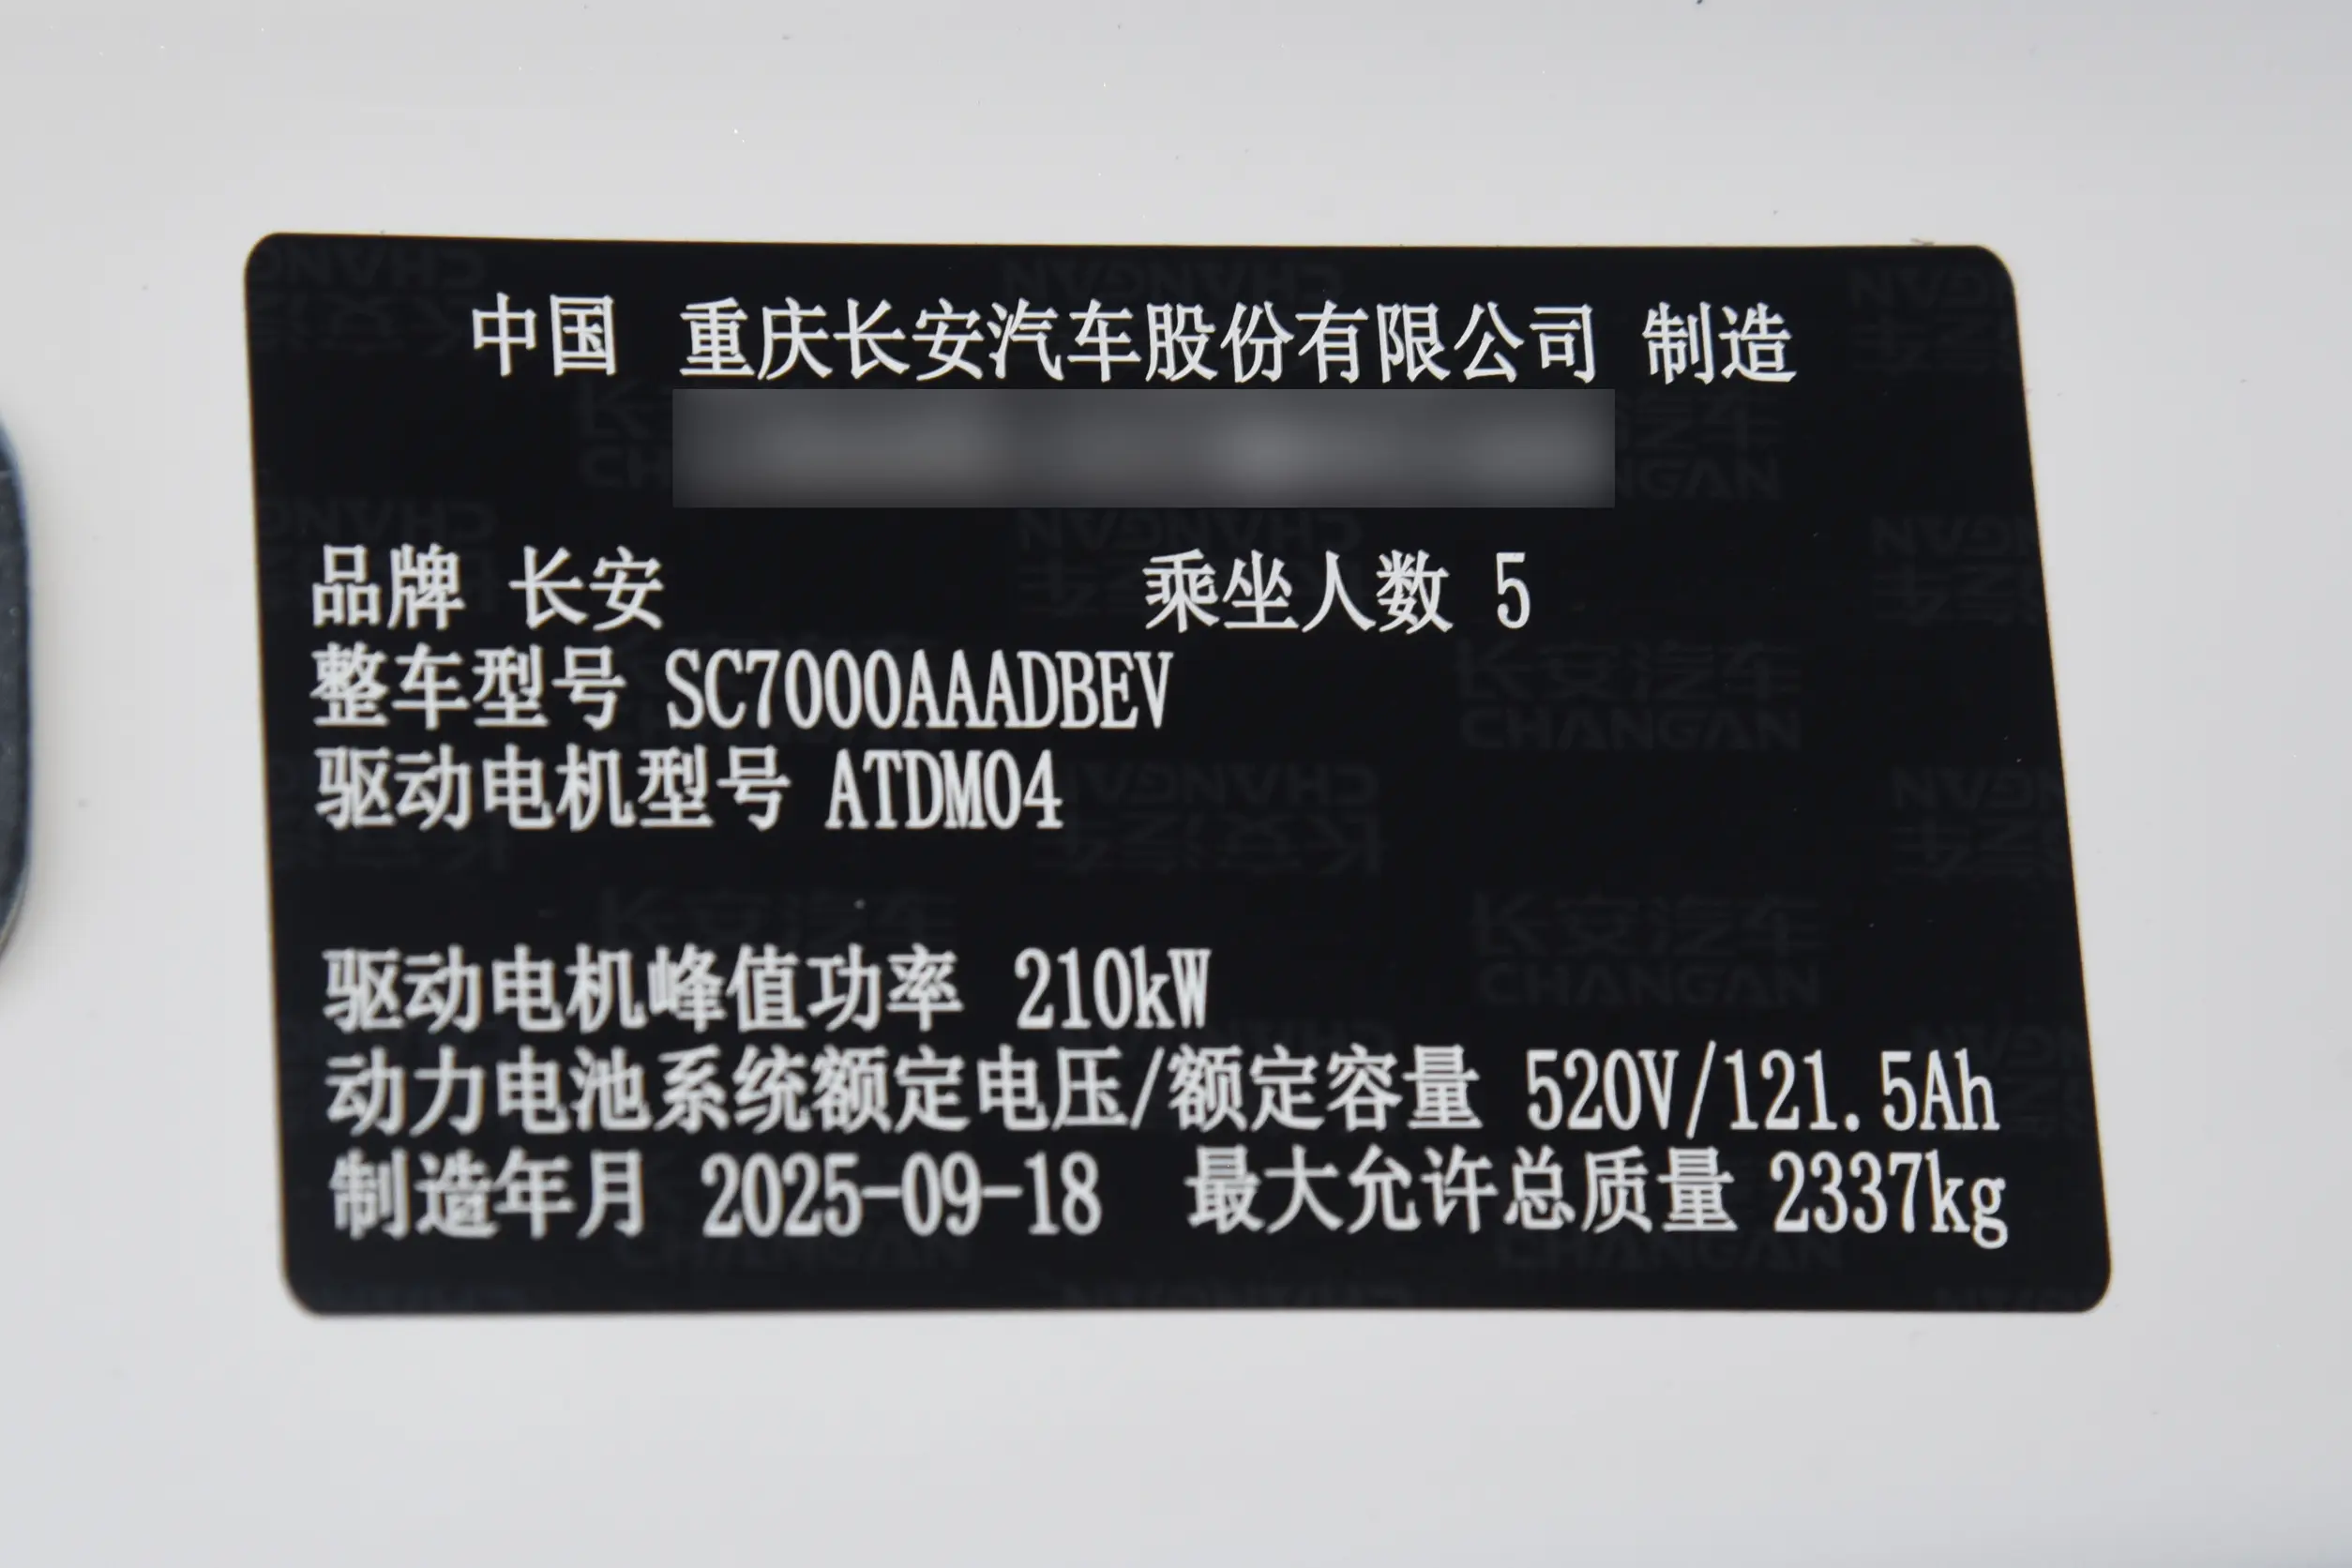 中国 重庆长安汽车股份有限公司 制造
品牌 长安 乘坐人数 5
整车型号 SC7000AAADBEV
驱动电机型号 ATDM04
驱动电机峰值功率 210kW
动力电池系统额定电压/额定容量 520V/121.5Ah
制造年月 2025-09-18 最大允许总质量 2337kg